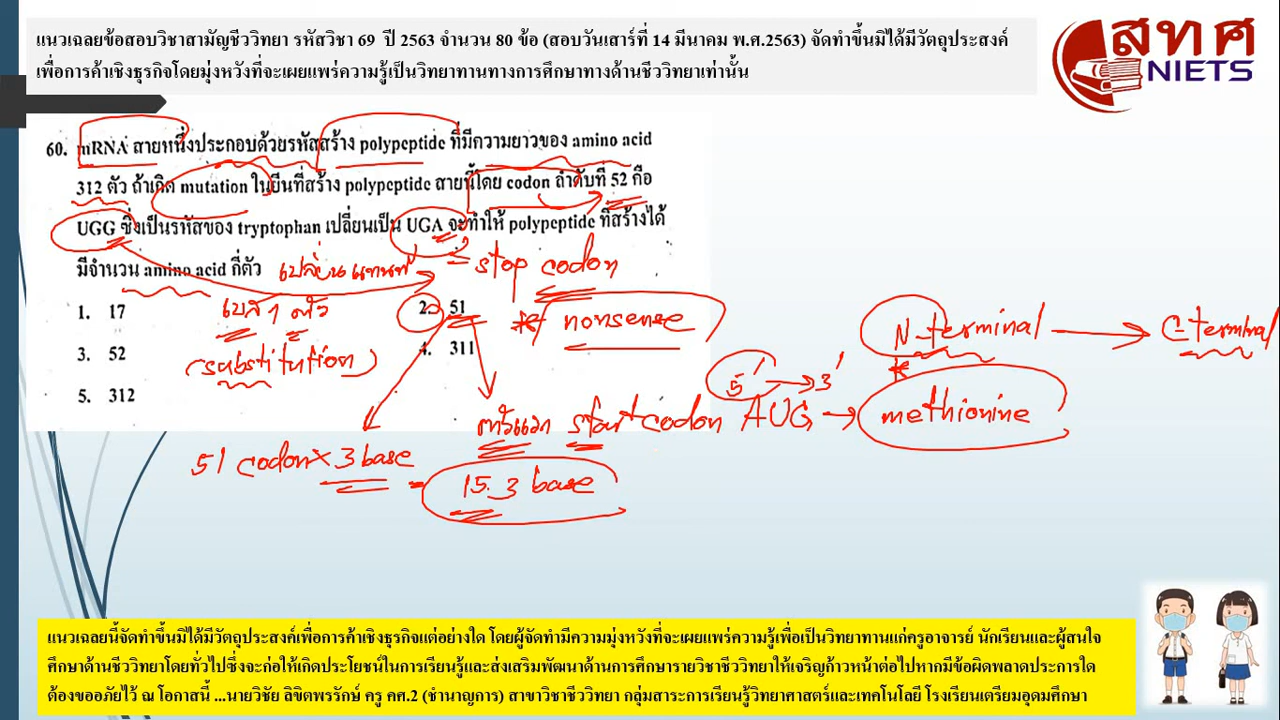 แนวเฉลยข้อสอบวิชาสามัญชีววิทยา รหัสวิชา 69 ปี 2563 จำนวน 80 ข้อ (สอบวันเสาร์ที่ 14 มีนาคม พ.ศ.2563) จัดทำขึ้นมิได้มีวัตถุประสงค์
เพื่อการค้าเชิงธุรกิจโดยมุ่งหวังที่จะเผยแพร่ความรู้เป็นวิทยาทานทางการศึกษาทางด้านชีววิทยาเท่านั้น
สทศ
NIETS
60. mRNA สายหนึ่งประกอบด้วยรหัสสร้าง polypeptide ที่มีความยาวของ amino acid
312 ตัว ถ้าเกิด mutation ในยีนที่สร้าง polypeptide สายนี้โดย codon ลำดับที่ 52 คือ
UGG ซึ่งเป็นรหัสของ tryptophan เปลี่ยนเป็น UGA จะทำให้ polypeptide ที่สร้างได้
มีจำนวน amino acid กี่ตัว
เปลี่ยนแทนที่
= stop codon
1. 17
เบส 1 ตัว
2. 51
* nonsense
N-terminal → C-terminal
3. 52
(substitution)
4. 311
5' → 3'
5. 312
ตัวแรก start codon AUG → methionine
51 codon × 3 base
= 15.3 base
แนวเฉลยนี้จัดทำขึ้นมิได้มีวัตถุประสงค์เพื่อการค้าเชิงธุรกิจแต่อย่างใด โดยผู้จัดทำมีความมุ่งหวังที่จะเผยแพร่ความรู้เพื่อเป็นวิทยาทานแก่ครูอาจารย์ นักเรียนและผู้สนใจ
ศึกษาด้านชีววิทยาโดยทั่วไปซึ่งจะก่อให้เกิดประโยชน์ในการเรียนรู้และส่งเสริมพัฒนาด้านการศึกษารายวิชาชีววิทยาให้เจริญก้าวหน้าต่อไปหากมีข้อผิดพลาดประการใด
ต้องขออภัยไว้ ณ โอกาสนี้ ...นายวิชัย ลิขิตพรรักษ์ ครู คศ.2 (ชำนาญการ) สาขาวิชาชีววิทยา กลุ่มสาระการเรียนรู้วิทยาศาสตร์และเทคโนโลยี โรงเรียนเตรียมอุดมศึกษา